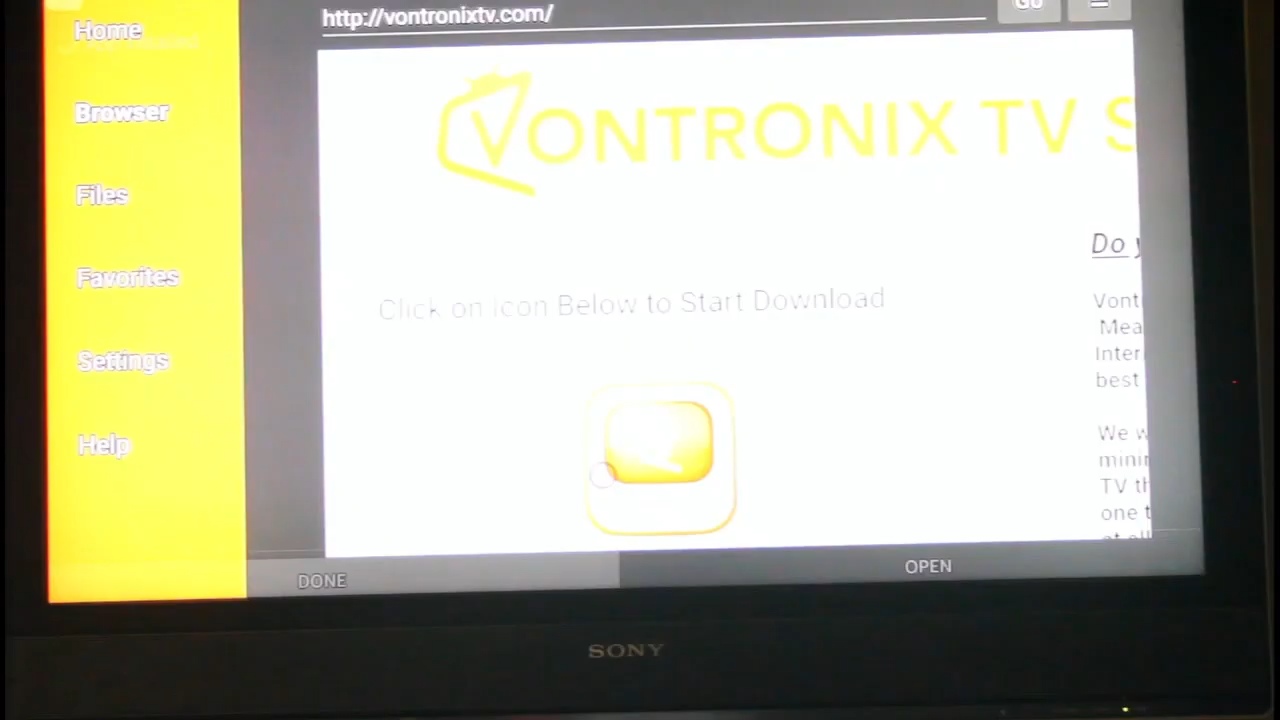 http://vontronixtv.com/
Go
Home
Browser
Files
Favorites
Settings
Help
VONTRONIX TV S
Click on Icon Below to Start Download
Do y
Vont
Mea
Inter
best
We w
minin
TV th
one t
DONE
OPEN
SONY